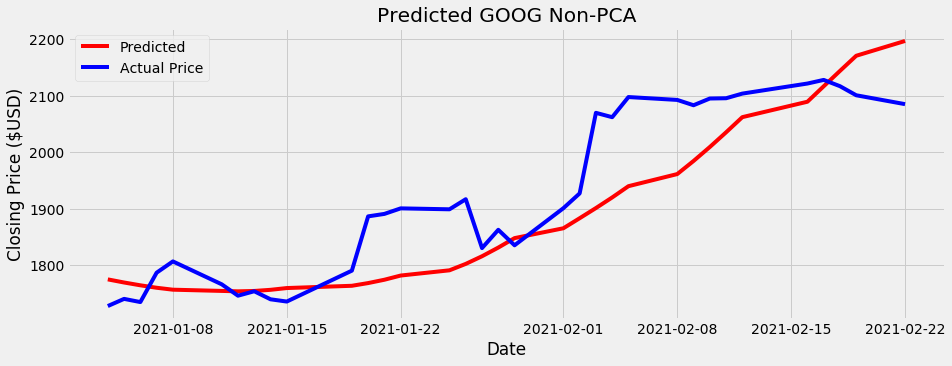 Predicted GOOG Non-PCA
Predicted
Actual Price
Closing Price ($USD)
2200
2100
2000
1900
1800
2021-01-08 2021-01-15 2021-01-22 2021-02-01 2021-02-08 2021-02-15 2021-02-22
Date